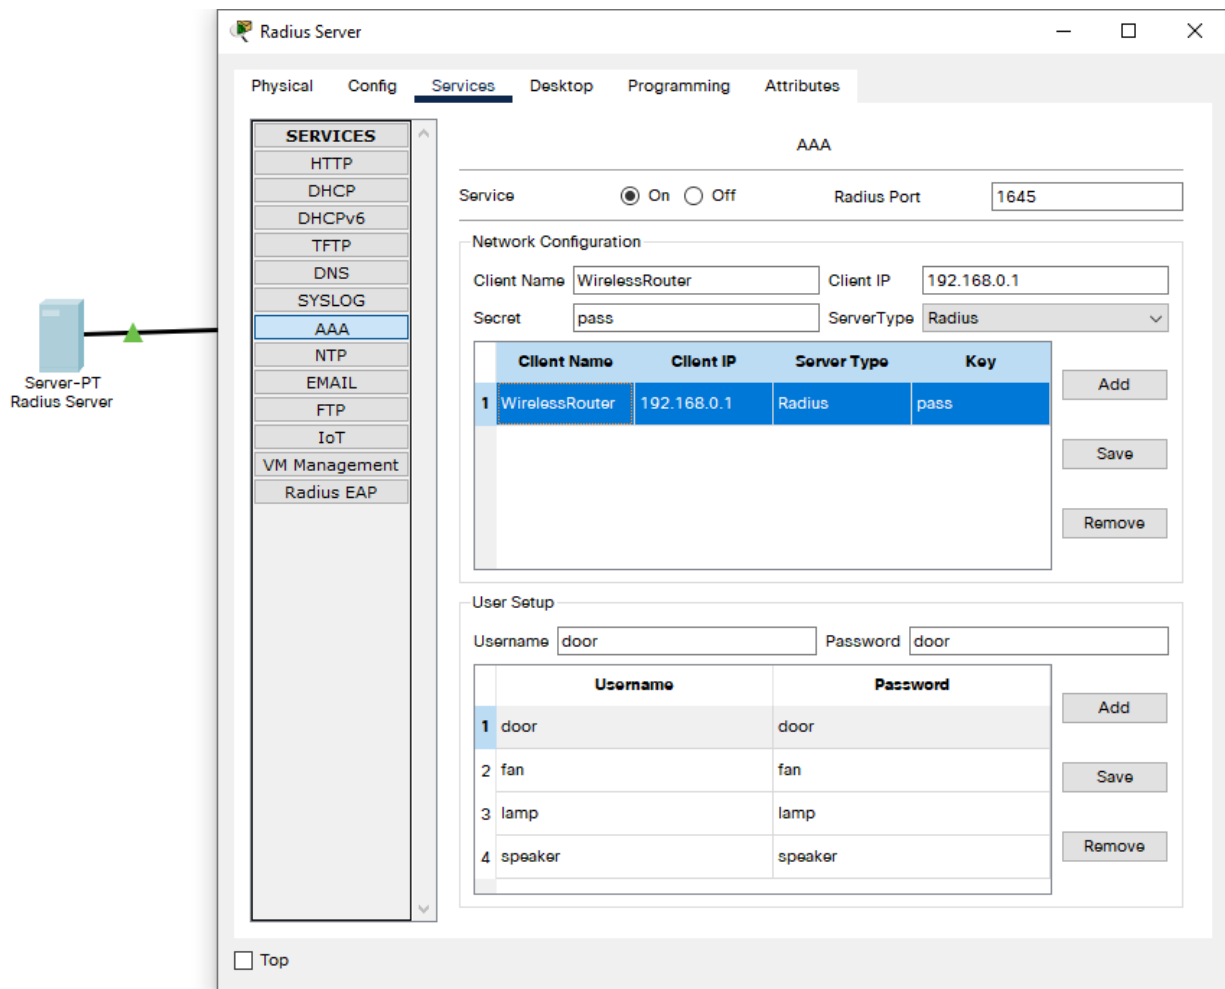 Radius Server
Physical Config Services Desktop Programming Attributes
SERVICES
HTTP
DHCP
DHCPv6
TFTP
DNS
SYSLOG
AAA
NTP
EMAIL
FTP
IoT
VM Management
Radius EAP
AAA
Service On Off Radius Port 1645
Network Configuration
Client Name WirelessRouter Client IP 192.168.0.1
Secret pass ServerType Radius
Client Name Client IP Server Type Key
1 WirelessRouter 192.168.0.1 Radius pass
Add
Save
Remove
User Setup
Username door Password door
Username Password
1 door door
2 fan fan
3 lamp lamp
4 speaker speaker
Add
Save
Remove
Top
Server-PT
Radius Server